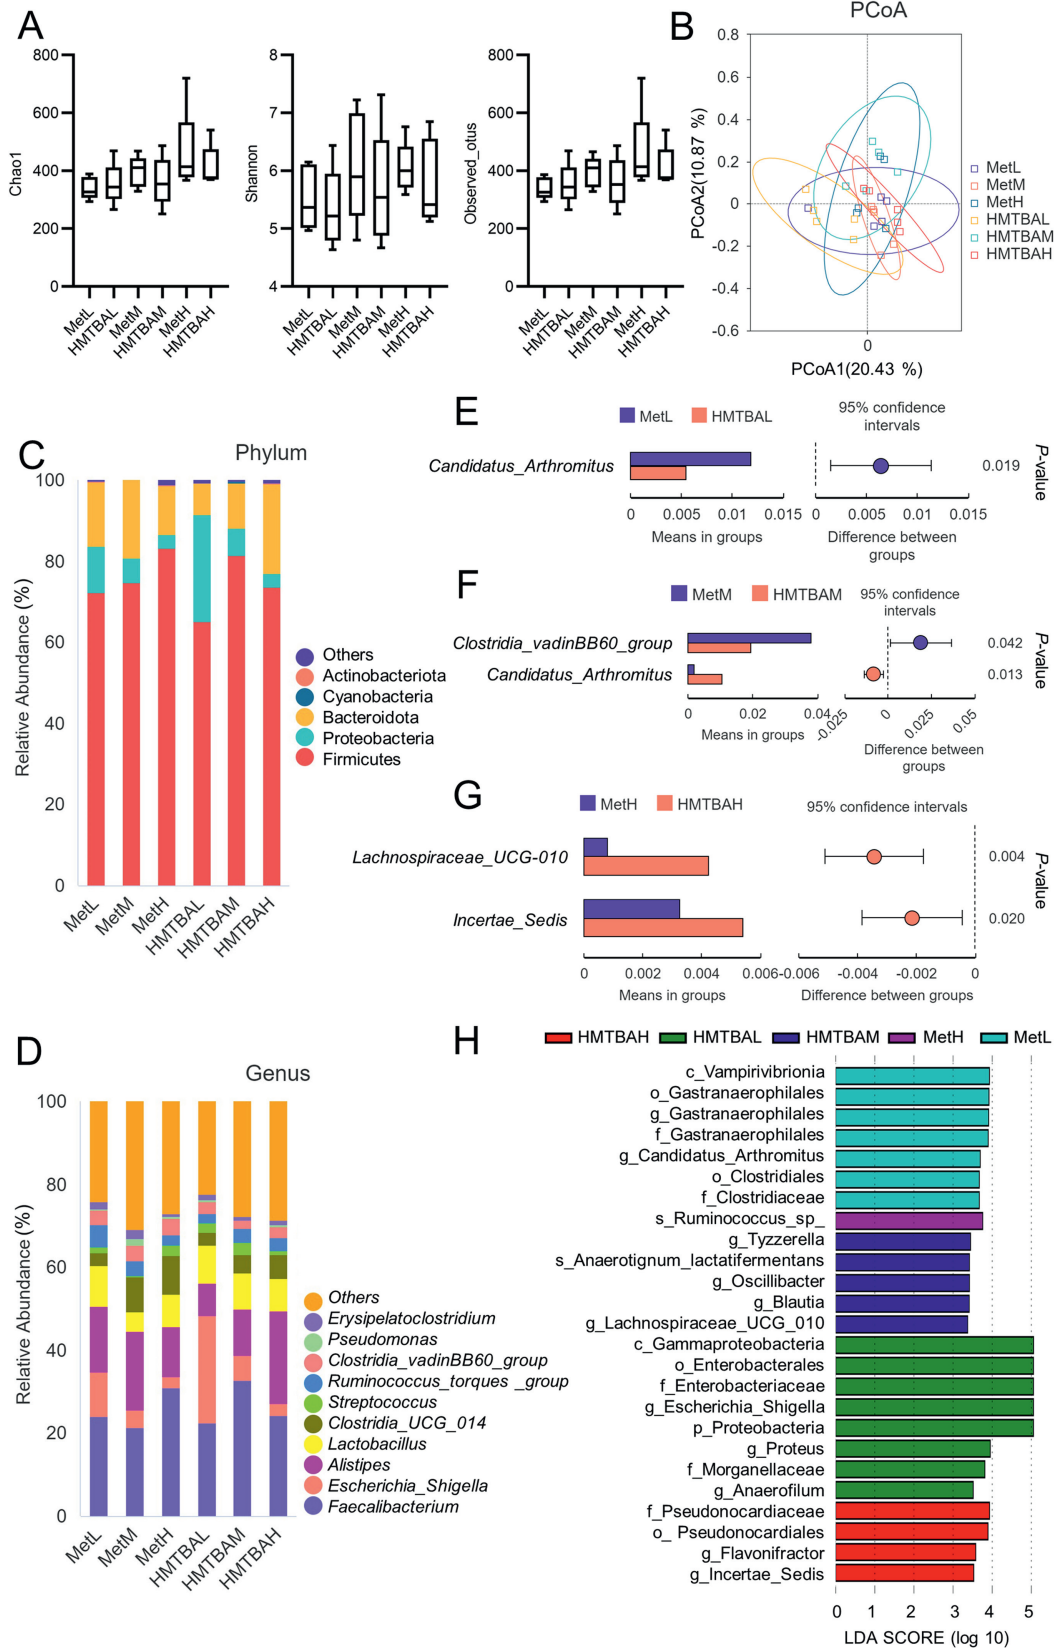 A
800
600
400
200
0
Chao1
MetL
HMTBAL
MetM
HMTBAM
MetH
HMTBAH
8
7
6
5
4
Shannon
MetL
HMTBAL
MetM
HMTBAM
MetH
HMTBAH
800
600
400
200
0
Observed_otus
MetL
HMTBAL
MetM
HMTBAM
MetH
HMTBAH
B
PCoA
0.8
0.6
0.4
0.2
0
-0.2
-0.4
-0.6
PCoA2(10.87 %)
0
PCoA1(20.43 %)
MetL
MetM
MetH
HMTBAL
HMTBAM
HMTBAH
C
Phylum
100
80
60
40
20
0
Relative Abundance (%)
MetL
MetM
MetH
HMTBAL
HMTBAM
HMTBAH
Others
Actinobacteriota
Cyanobacteria
Bacteroidota
Proteobacteria
Firmicutes
D
Genus
100
80
60
40
20
0
Relative Abundance (%)
MetL
MetM
MetH
HMTBAL
HMTBAM
HMTBAH
Others
Erysipelatoclostridium
Pseudomonas
Clostridia_vadinBB60_group
Ruminococcus_torques _group
Streptococcus
Clostridia_UCG_014
Lactobacillus
Alistipes
Escherichia_Shigella
Faecalibacterium
E
MetL
HMTBAL
95% confidence
intervals
Candidatus_Arthromitus
0.019
P-value
0 0.005 0.01 0.015
0 0.005 0.01 0.015
Means in groups
Difference between
groups
F
MetM
HMTBAM
95% confidence
intervals
Clostridia_vadinBB60_group
0.042
Candidatus_Arthromitus
0.013
P-value
0 0.02 0.04
-0.025 0 0.025 0.05
Means in groups
Difference between
groups
G
MetH
HMTBAH
95% confidence intervals
Lachnospiraceae_UCG-010
0.004
Incertae_Sedis
0.020
P-value
0 0.002 0.004 0.006
-0.006 -0.004 -0.002 0
Means in groups
Difference between groups
H
HMTBAH HMTBAL HMTBAM MetH MetL
c_Vampirivibrionia
o_Gastranaerophilales
g_Gastranaerophilales
f_Gastranaerophilales
g_Candidatus_Arthromitus
o_Clostridiales
f_Clostridiaceae
s_Ruminococcus_sp_
g_Tyzzerella
s_Anaerotignum_lactatifermentans
g_Oscillibacter
g_Blautia
g_Lachnospiraceae_UCG_010
c_Gammaproteobacteria
o_Enterobacterales
f_Enterobacteriaceae
g_Escherichia_Shigella
p_Proteobacteria
g_Proteus
f_Morganellaceae
g_Anaerofilum
f_Pseudonocardiaceae
o_ Pseudonocardiales
g_Flavonifractor
g_Incertae_Sedis
0 1 2 3 4 5
LDA SCORE (log 10)